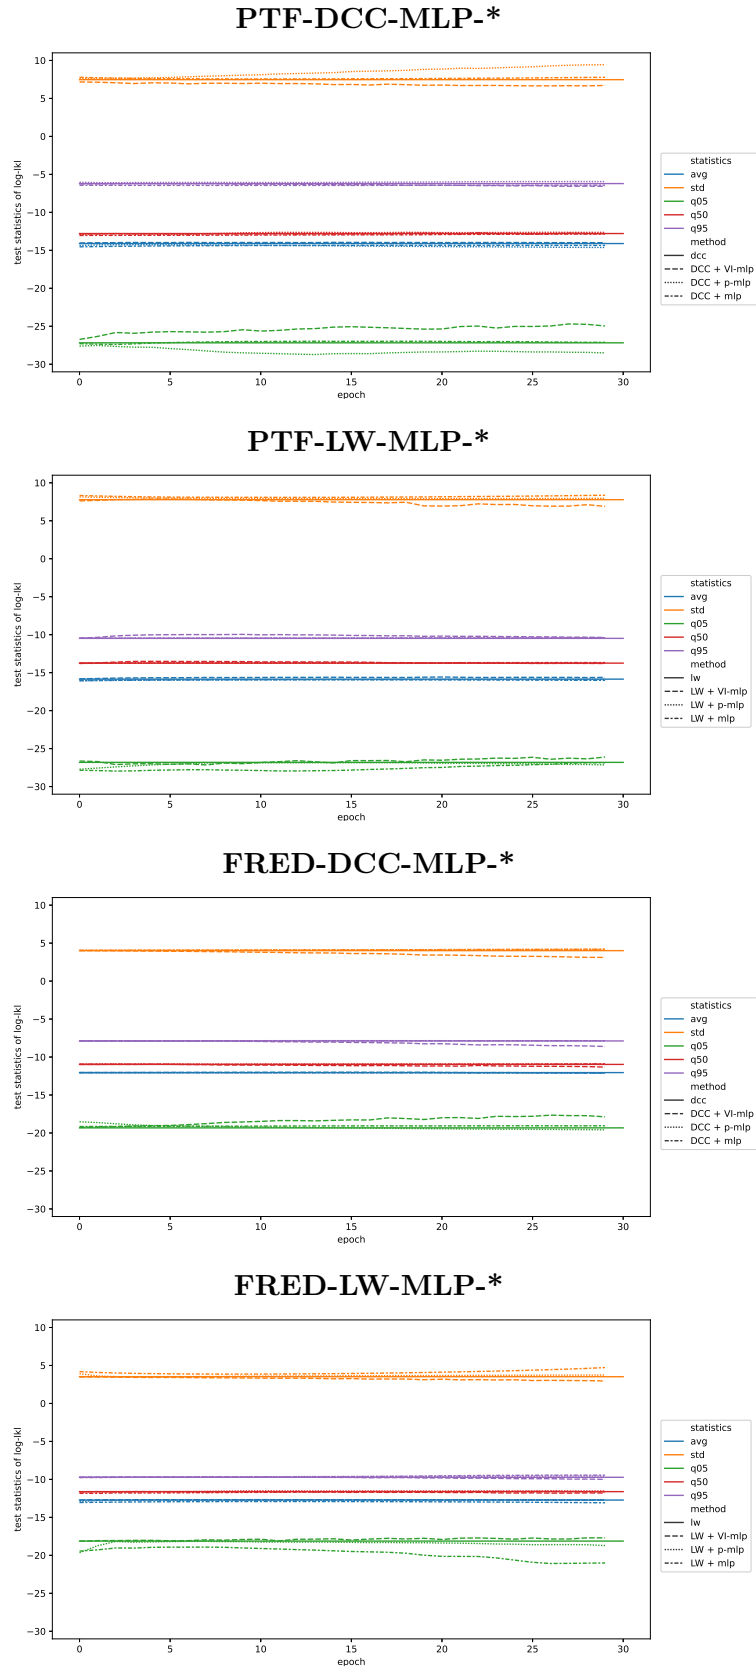 PTF-DCC-MLP-*
10
5
0
−5
−10
−15
−20
−25
−30
test statistics of log-lkl
0 5 10 15 20 25 30
epoch
statistics
avg
std
q05
q50
q95
method
dcc
DCC + VI-mlp
DCC + p-mlp
DCC + mlp
PTF-LW-MLP-*
10
5
0
−5
−10
−15
−20
−25
−30
test statistics of log-lkl
0 5 10 15 20 25 30
epoch
statistics
avg
std
q05
q50
q95
method
lw
LW + VI-mlp
LW + p-mlp
LW + mlp
FRED-DCC-MLP-*
10
5
0
−5
−10
−15
−20
−25
−30
test statistics of log-lkl
0 5 10 15 20 25 30
epoch
statistics
avg
std
q05
q50
q95
method
dcc
DCC + VI-mlp
DCC + p-mlp
DCC + mlp
FRED-LW-MLP-*
10
5
0
−5
−10
−15
−20
−25
−30
test statistics of log-lkl
0 5 10 15 20 25 30
epoch
statistics
avg
std
q05
q50
q95
method
lw
LW + VI-mlp
LW + p-mlp
LW + mlp